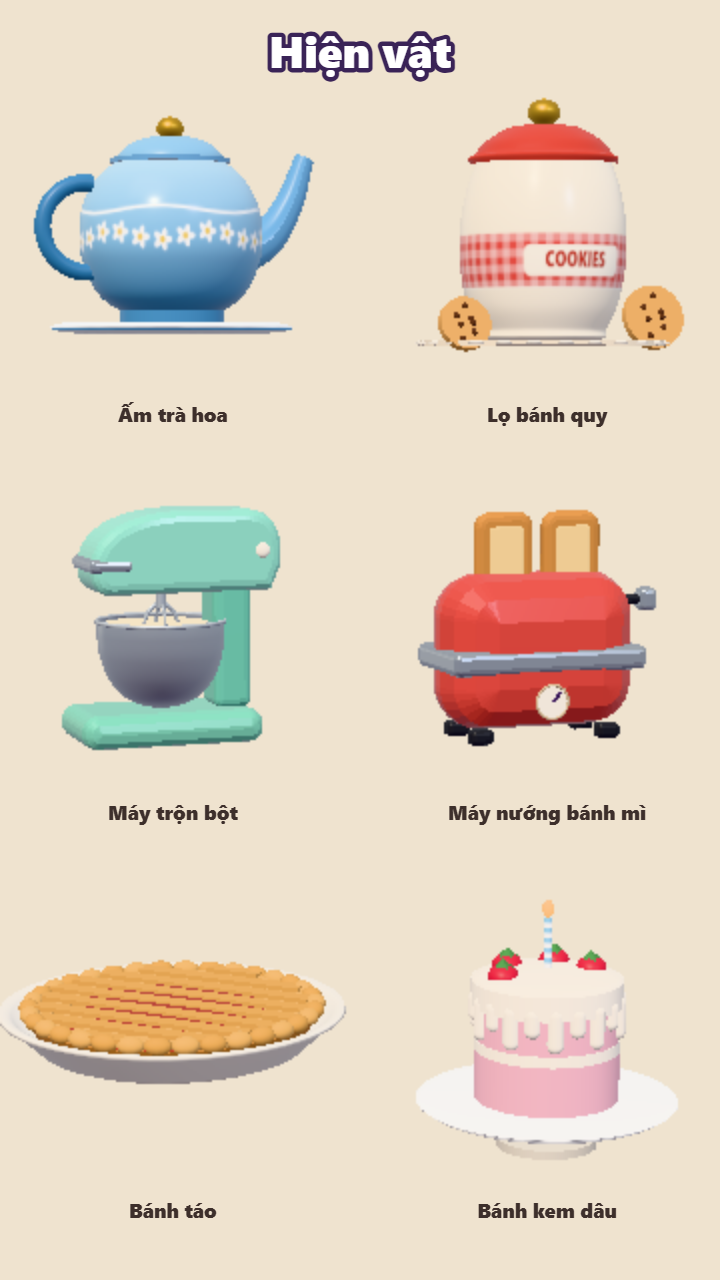 Hiện vật
COOKIES
Ấm trà hoa
Lọ bánh quy
Máy trộn bột
Máy nướng bánh mì
Bánh táo
Bánh kem dâu